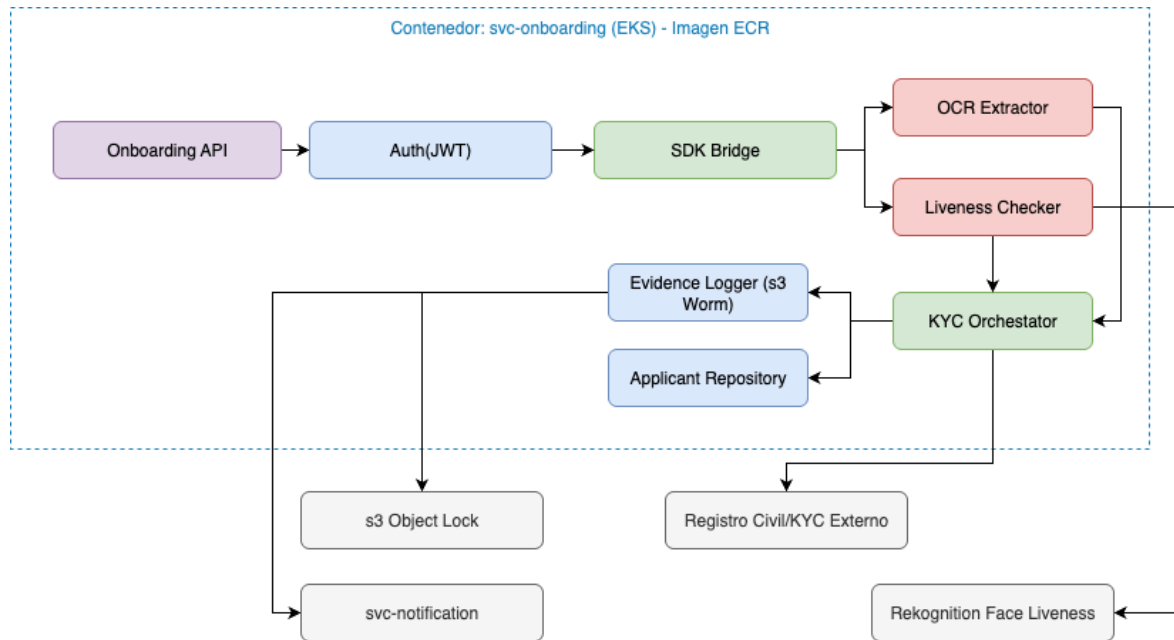 Contenedor: svc-onboarding (EKS) - Imagen ECR
OCR Extractor
Onboarding API
Auth(JWT)
SDK Bridge
Liveness Checker
Evidence Logger (s3
Worm)
KYC Orchestator
Applicant Repository
s3 Object Lock
Registro Civil/KYC Externo
svc-notification
Rekognition Face Liveness